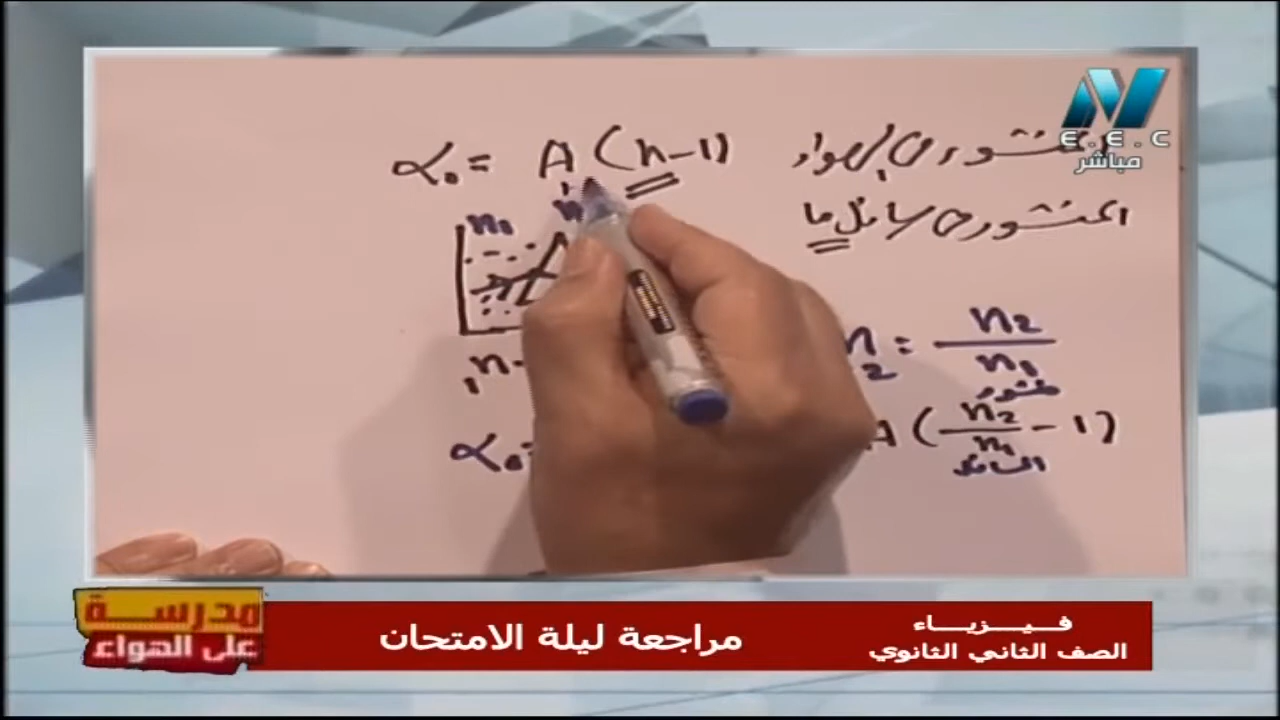 E.E.C
مباشر
α₀ = A (n-1) المنشور في الهواء
المنشور في سائل ما
n₁
₁n
n₂ = n₂ / n₁
منشور
α₀ =
A (n₂ / n₁ - 1)
السائل
مدرسة
على الهواء
مراجعة ليلة الامتحان
فيزياء
الصف الثاني الثانوي